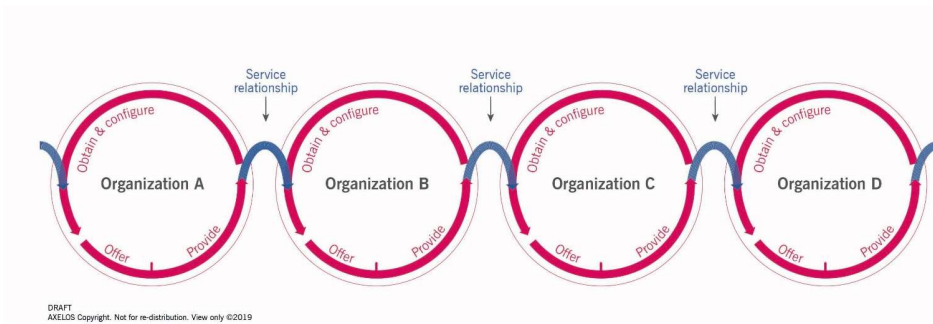 Service
relationship
Service
relationship
Service
relationship
Obtain & configure
Organization A
Offer
Provide
Obtain & configure
Organization B
Offer
Provide
Obtain & configure
Organization C
Offer
Provide
Obtain & configure
Organization D
Offer
Provide
DRAFT
AXELOS Copyright. Not for re-distribution. View only ©2019